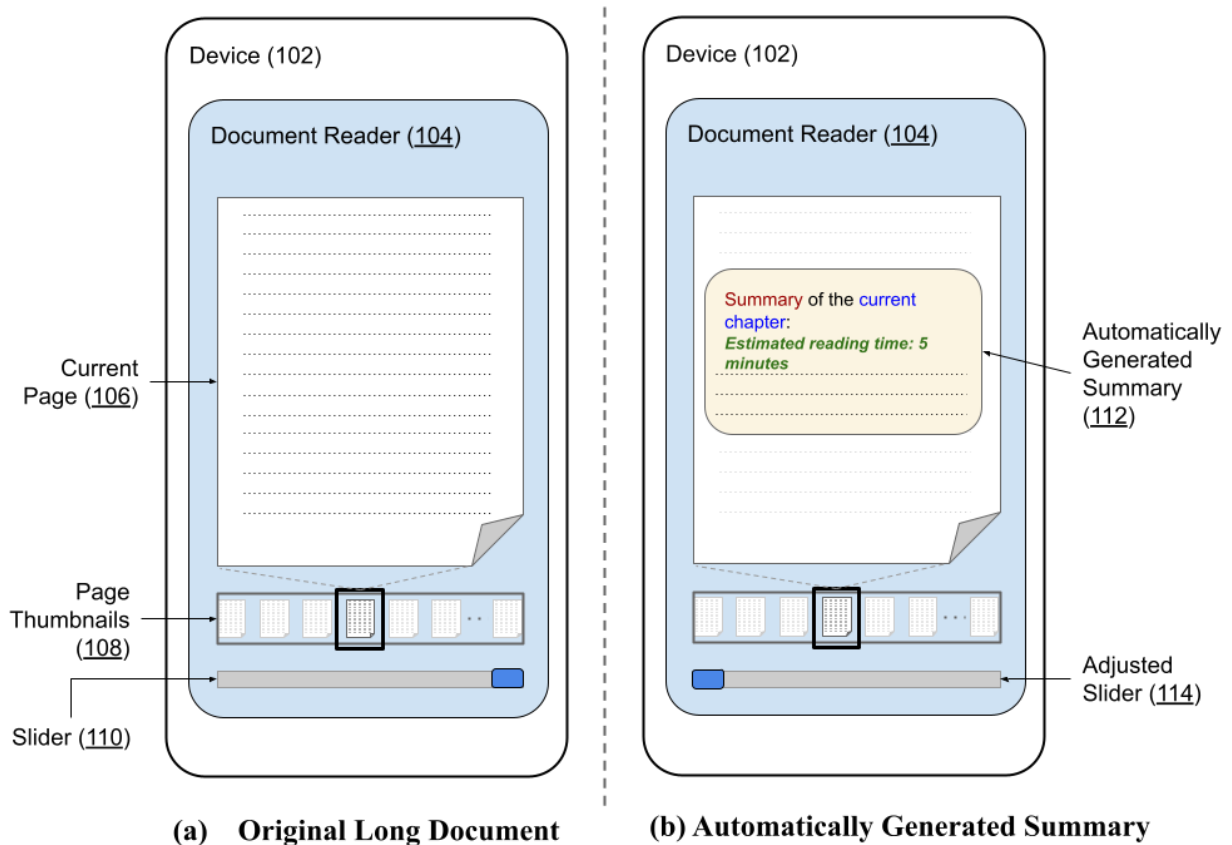 Device (102)
Document Reader (104)
Current
Page (106)
Page
Thumbnails
(108)
Slider (110)
(a) Original Long Document
Device (102)
Document Reader (104)
Summary of the current
chapter:
Estimated reading time: 5
minutes
Automatically
Generated
Summary
(112)
Adjusted
Slider (114)
(b) Automatically Generated Summary